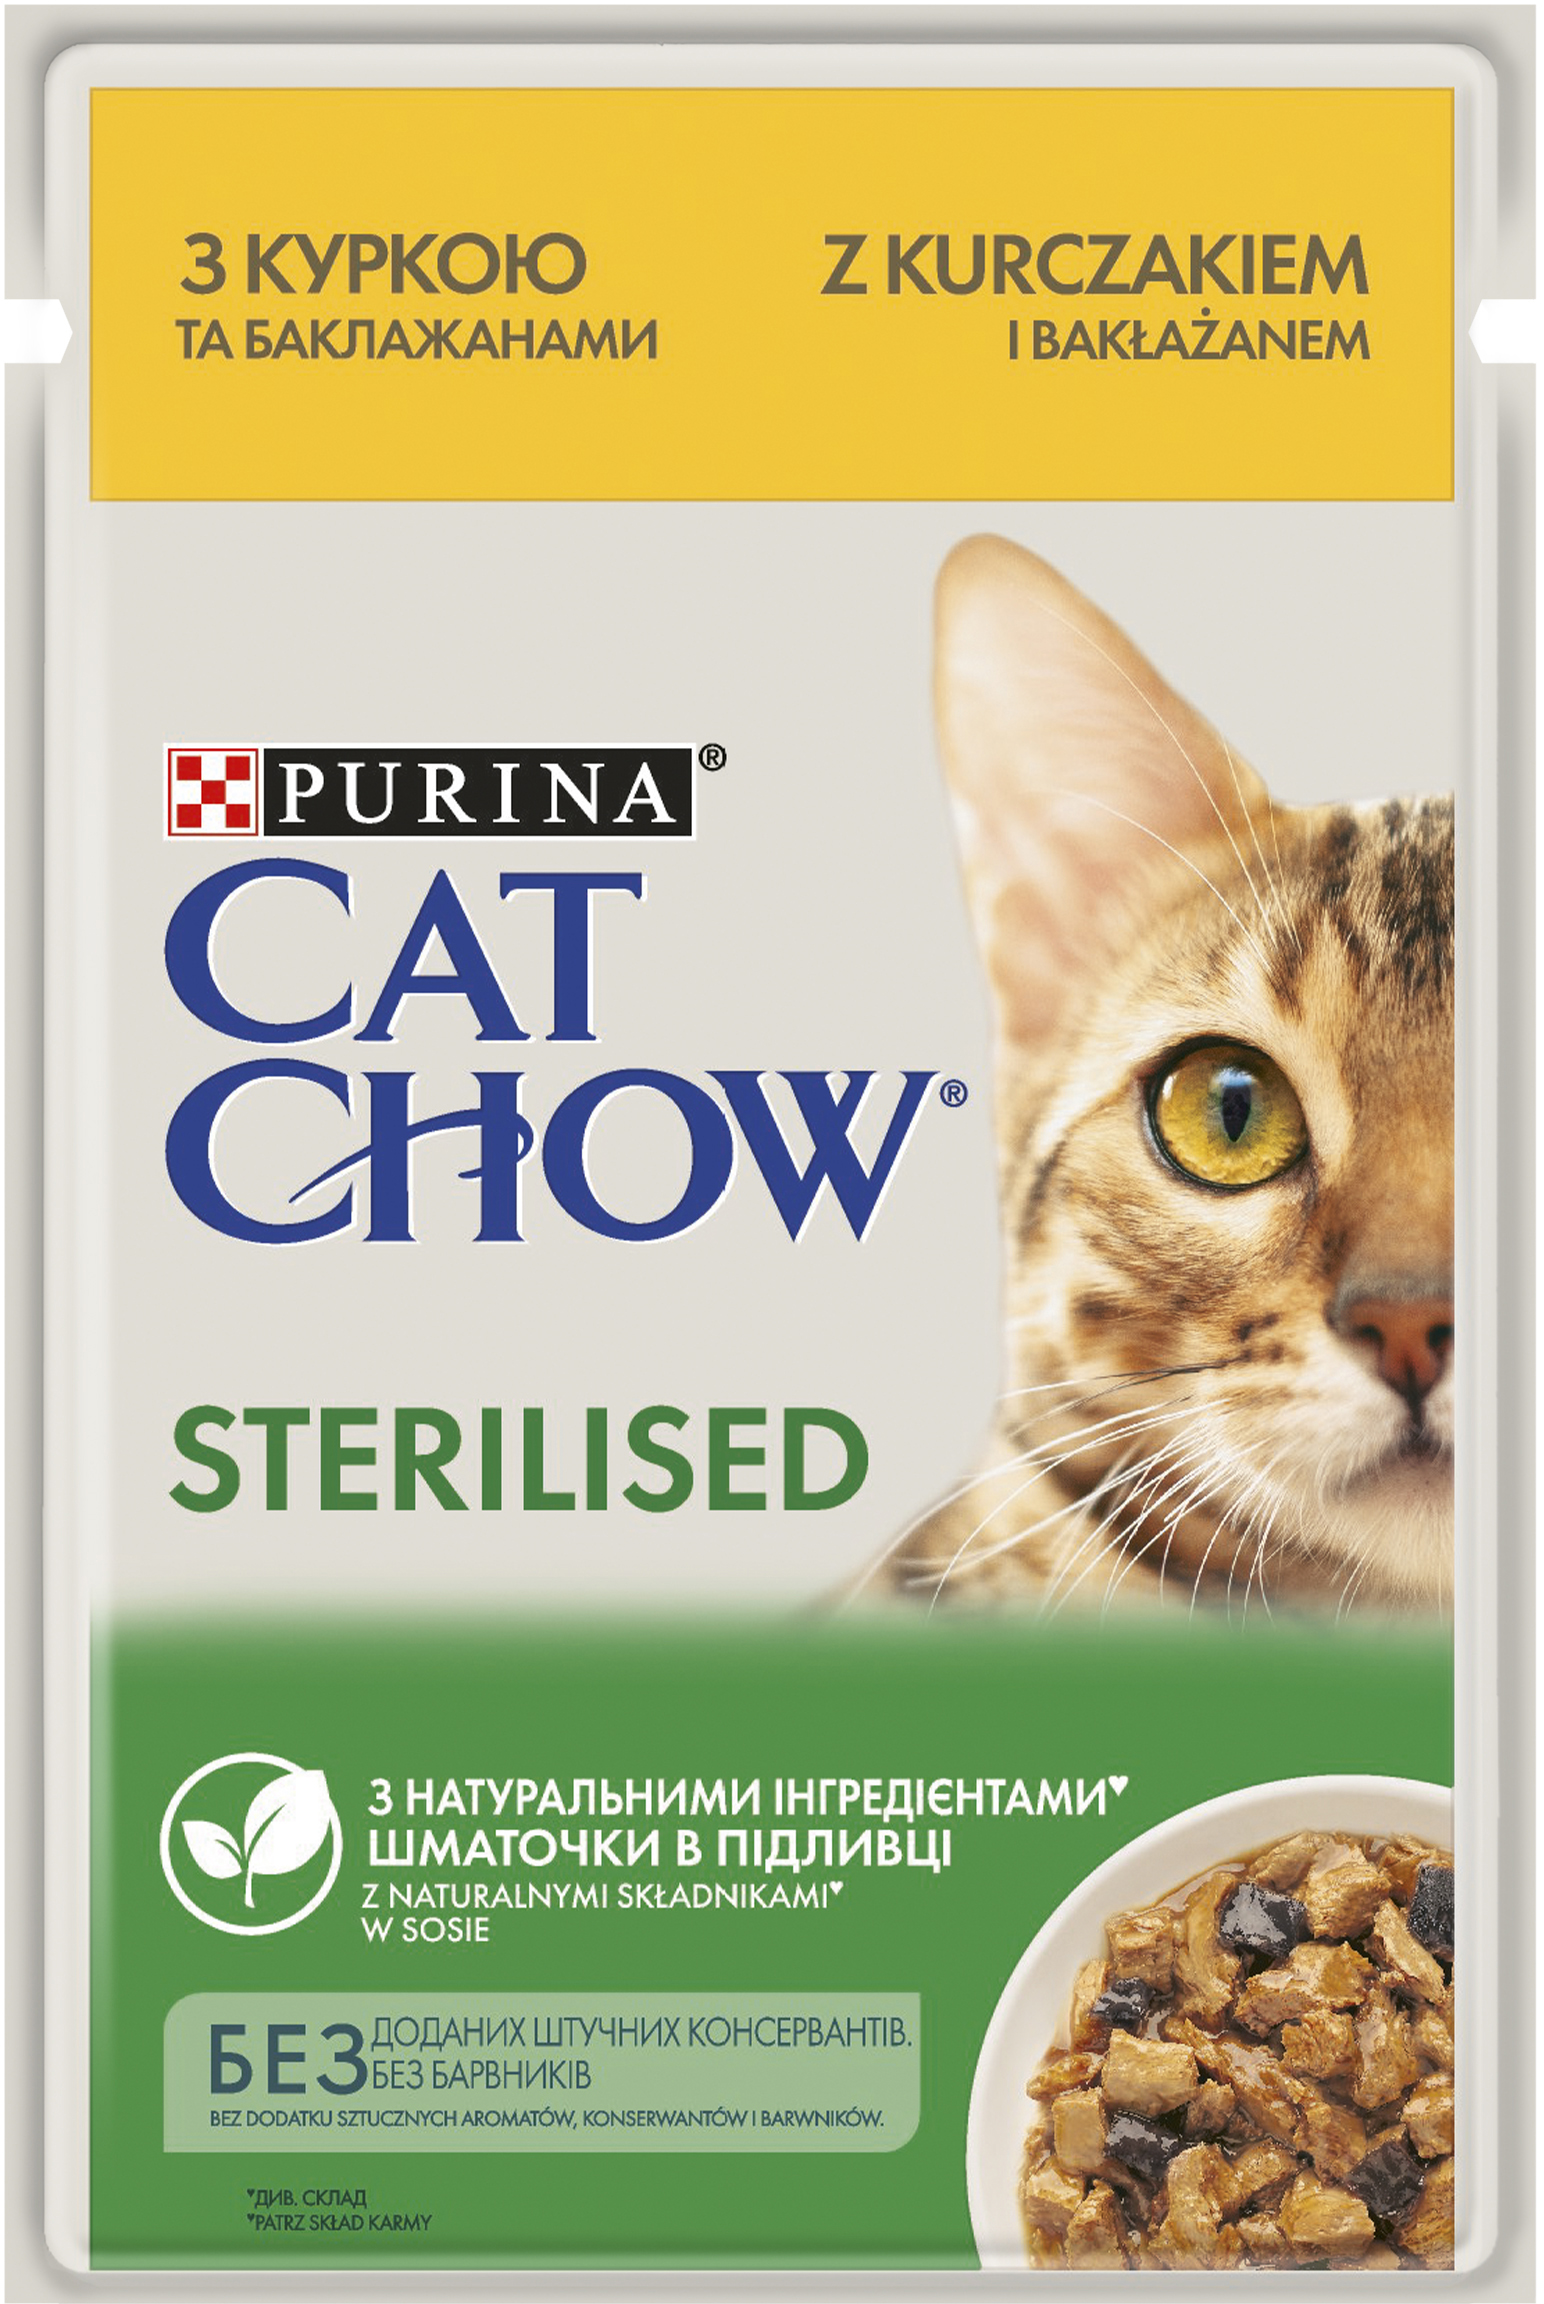 З КУРКОЮ
ТА БАКЛАЖАНАМИ
Z KURCZAKIEM
I BAKŁAŻANEM
PURINA®
CAT
CHOW®
STERILISED
З НАТУРАЛЬНИМИ ІНГРЕДІЄНТАМИ♥
ШМАТОЧКИ В ПІДЛИВЦІ
Z NATURALNYMI SKŁADNIKAMI♥
W SOSIE
БЕЗ ДОДАНИХ ШТУЧНИХ КОНСЕРВАНТІВ.
БЕЗ БАРВНИКІВ
BEZ DODATKU SZTUCZNYCH AROMATÓW, KONSERWANTÓW I BARWNIKÓW.
♥ДИВ. СКЛАД
♥PATRZ SKŁAD KARMY